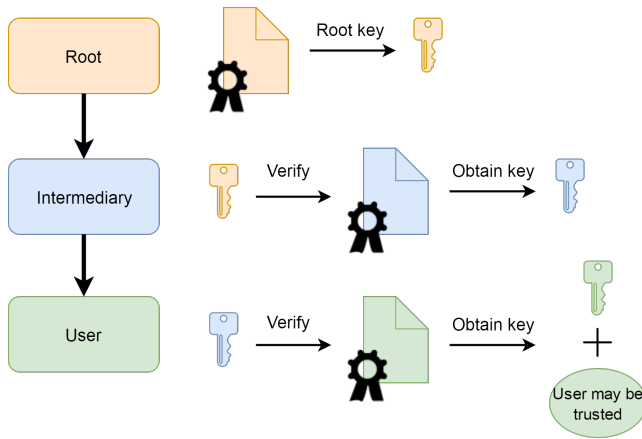 Root
Root key
Intermediary
Verify
Obtain key
User
Verify
Obtain key
User may be
trusted